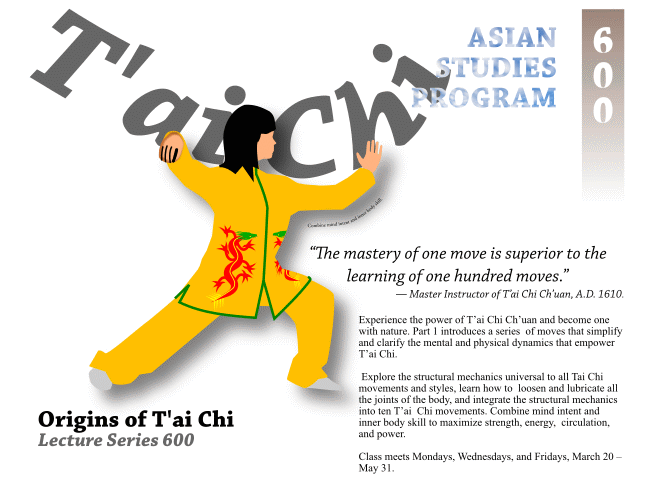 T'ai Chi
ASIAN
STUDIES
PROGRAM
600
Combine mind intent and inner body skill
“The mastery of one move is superior to the
learning of one hundred moves.”
— Master Instructor of T’ai Chi Ch’uan, A.D. 1610.
Experience the power of T’ai Chi Ch’uan and become one
with nature. Part 1 introduces a series of moves that simplify
and clarify the mental and physical dynamics that empower
T’ai Chi.
Explore the structural mechanics universal to all Tai Chi
movements and styles, learn how to loosen and lubricate all
the joints of the body, and integrate the structural mechanics
into ten T’ai Chi movements. Combine mind intent and
inner body skill to maximize strength, energy, circulation,
and power.
Class meets Mondays, Wednesdays, and Fridays, March 20 –
May 31.
Origins of T'ai Chi
Lecture Series 600